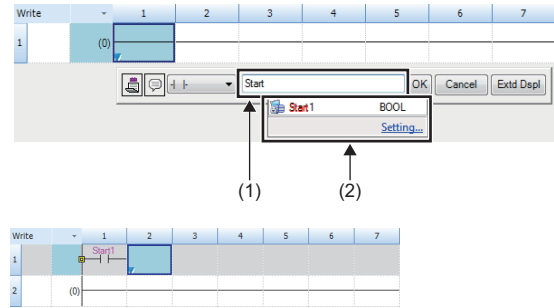 Write 1 2 3 4 5 6 7
1 (0)
Start OK Cancel Extd Dspl
Start1 BOOL
Setting...
(1) (2)
Write 1 2 3 4 5 6 7
1 Start1
2 (0)